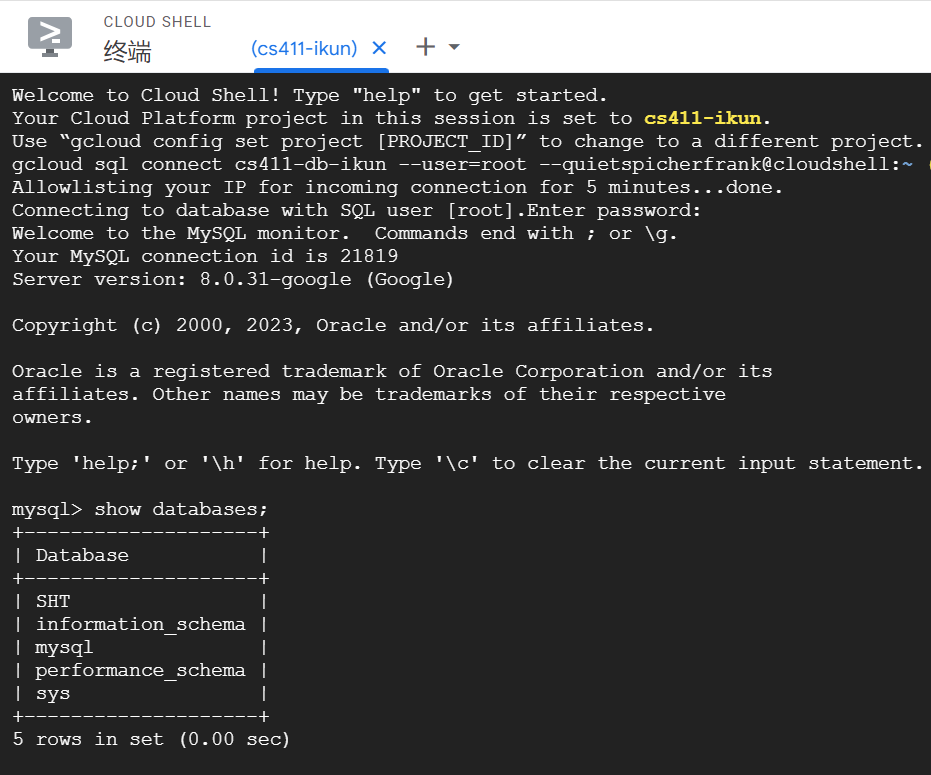 CLOUD SHELL
终端
(cs411-ikun)
Welcome to Cloud Shell! Type "help" to get started.
Your Cloud Platform project in this session is set to cs411-ikun.
Use “gcloud config set project [PROJECT_ID]” to change to a different project.
gcloud sql connect cs411-db-ikun --user=root --quietspicherfrank@cloudshell:~
Allowlisting your IP for incoming connection for 5 minutes...done.
Connecting to database with SQL user [root].Enter password:
Welcome to the MySQL monitor.  Commands end with ; or \g.
Your MySQL connection id is 21819
Server version: 8.0.31-google (Google)
Copyright (c) 2000, 2023, Oracle and/or its affiliates.
Oracle is a registered trademark of Oracle Corporation and/or its
affiliates. Other names may be trademarks of their respective
owners.
Type 'help;' or '\h' for help. Type '\c' to clear the current input statement.
mysql> show databases;
+--------------------+
| Database           |
+--------------------+
| SHT                |
| information_schema |
| mysql              |
| performance_schema |
| sys                |
+--------------------+
5 rows in set (0.00 sec)